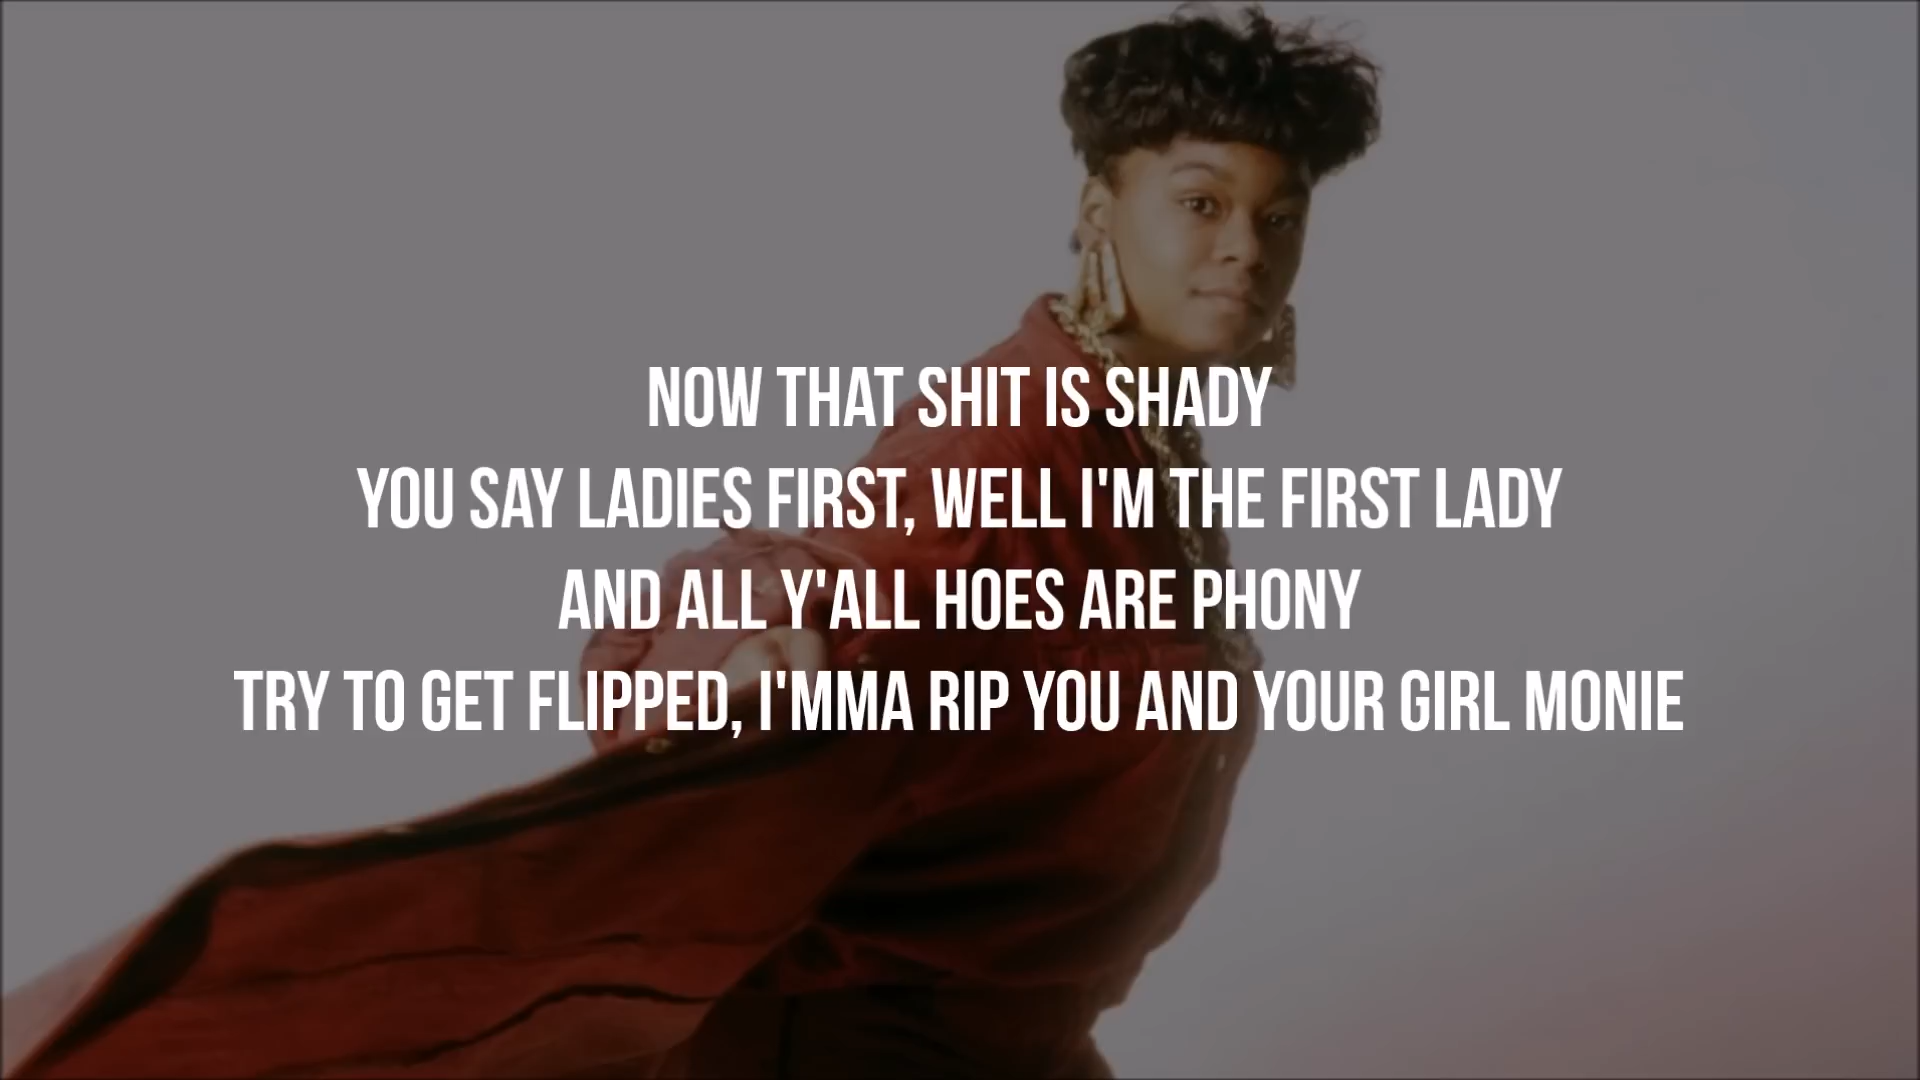 NOW THAT SHIT IS SHADY
YOU SAY LADIES FIRST, WELL I'M THE FIRST LADY
AND ALL Y'ALL HOES ARE PHONY
TRY TO GET FLIPPED, I'MMA RIP YOU AND YOUR GIRL MONIE